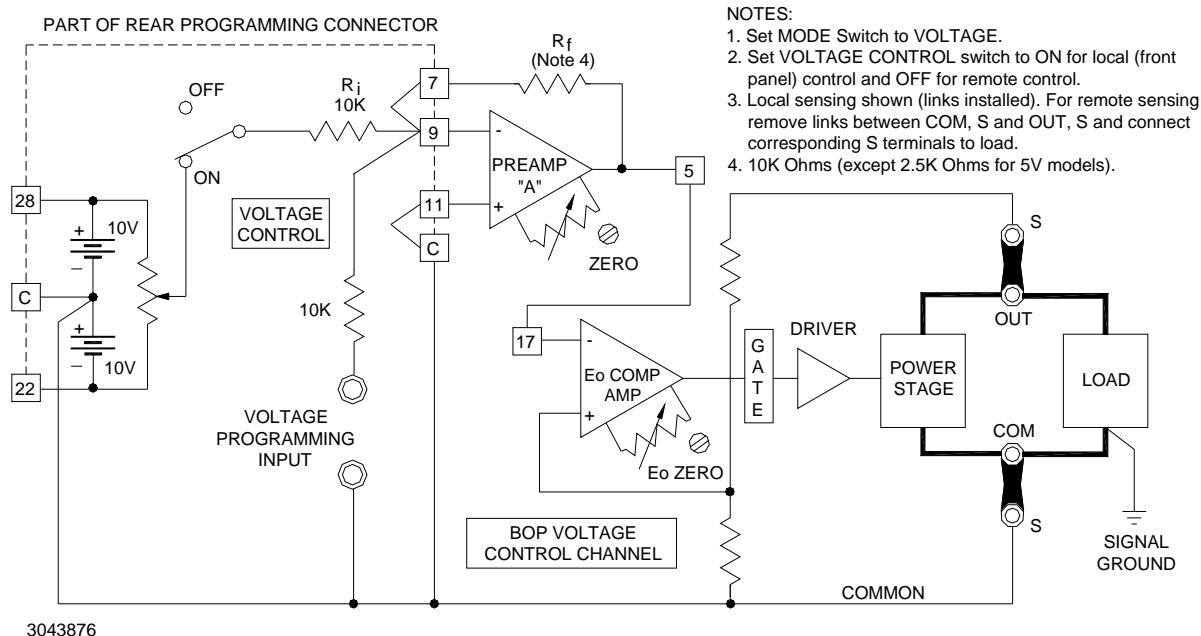 PART OF REAR PROGRAMMING CONNECTOR
NOTES:
1. Set MODE Switch to VOLTAGE.
2. Set VOLTAGE CONTROL switch to ON for local (front
panel) control and OFF for remote control.
3. Local sensing shown (links installed). For remote sensing
remove links between COM, S and OUT, S and connect
corresponding S terminals to load.
4. 10K Ohms (except 2.5K Ohms for 5V models).
Rf
(Note 4)
OFF
ON
Ri
10K
7
9
11
C
-
+
PREAMP
"A"
ZERO
5
28
C
22
+
10V
–
+
10V
–
VOLTAGE
CONTROL
10K
VOLTAGE
PROGRAMMING
INPUT
17
-
+
Eo COMP
AMP
Eo ZERO
GATE
DRIVER
POWER
STAGE
S
OUT
LOAD
COM
S
SIGNAL
GROUND
BOP VOLTAGE
CONTROL CHANNEL
COMMON
3043876